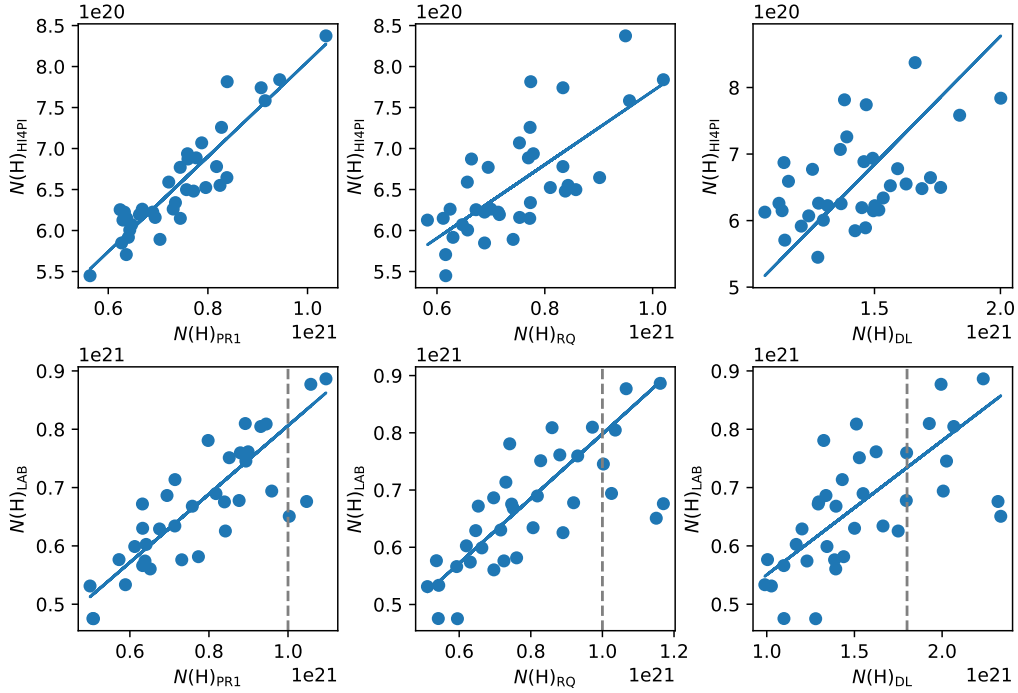 1e20 1e20 1e20
8.5
8.0
7.5
7.0
6.5
6.0
5.5
N(H)HI4PI
0.6 0.8 1.0
N(H)PR1 1e21
N(H)HI4PI
8.5
8.0
7.5
7.0
6.5
6.0
5.5
0.6 0.8 1.0
N(H)RQ 1e21
N(H)HI4PI
8
7
6
5
1.5 2.0
N(H)DL 1e21
1e21 1e21 1e21
N(H)LAB
0.9
0.8
0.7
0.6
0.5
0.6 0.8 1.0
N(H)PR1 1e21
N(H)LAB
0.9
0.8
0.7
0.6
0.5
0.6 0.8 1.0 1.2
N(H)RQ 1e21
N(H)LAB
0.9
0.8
0.7
0.6
0.5
1.0 1.5 2.0
N(H)DL 1e21